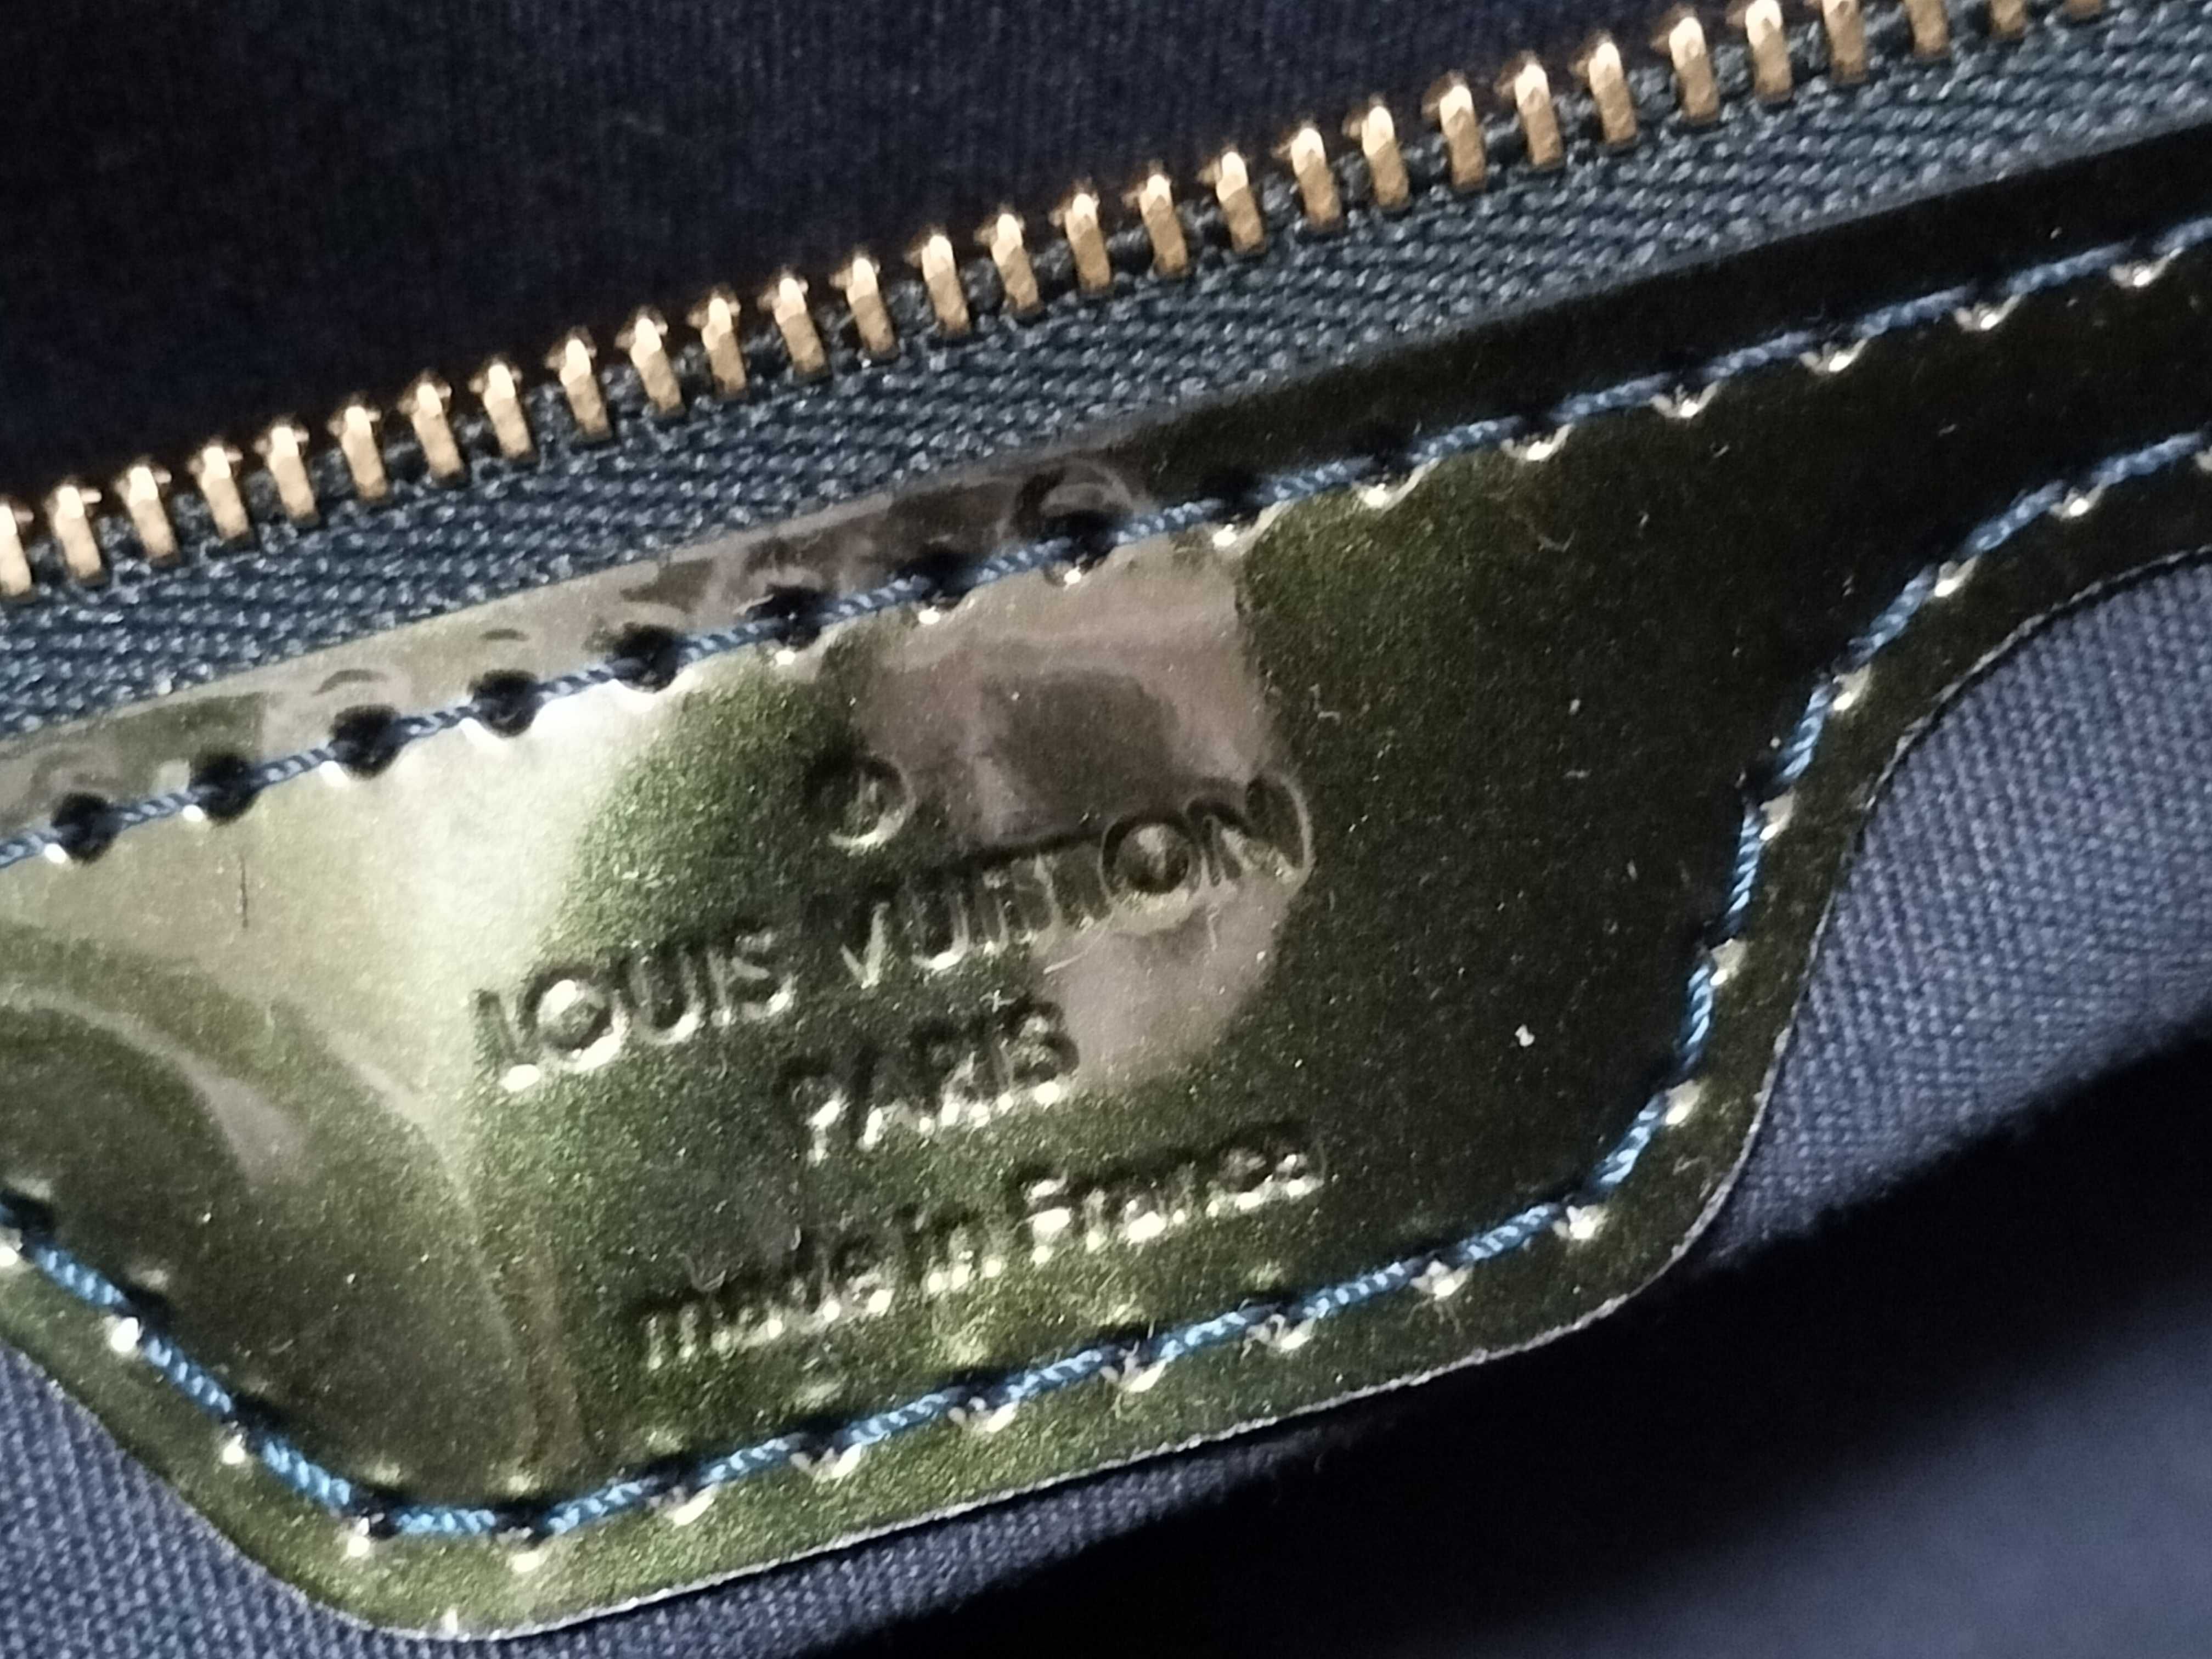 ®
LOUIS VUITTON
PARIS
made in France